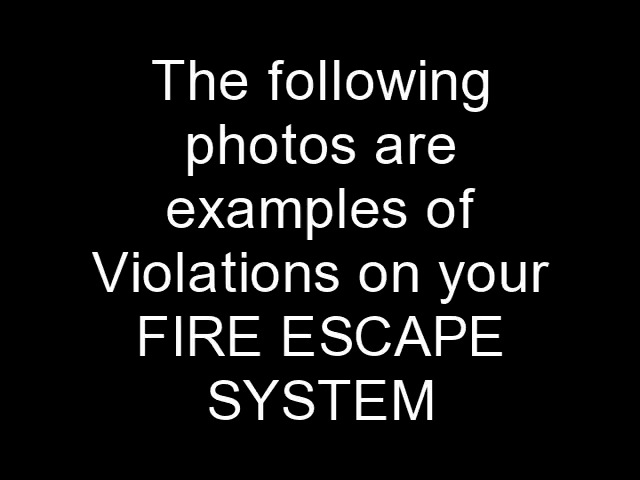 The following
photos are
examples of
Violations on your
FIRE ESCAPE
SYSTEM